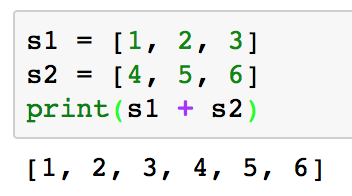 s1 = [1, 2, 3]
s2 = [4, 5, 6]
print(s1 + s2)
[1, 2, 3, 4, 5, 6]